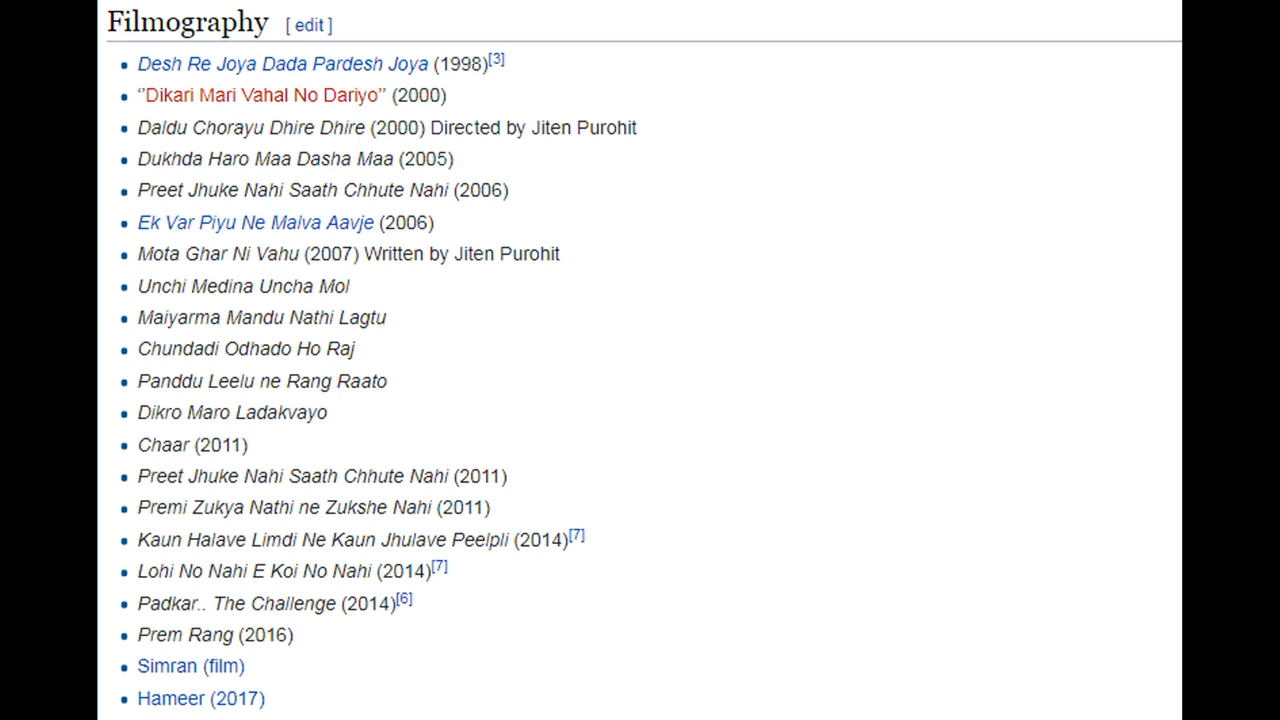 Filmography [ edit ]
Desh Re Joya Dada Pardesh Joya (1998)[3]
"Dikari Mari Vahal No Dariyo" (2000)
Daldu Chorayu Dhire Dhire (2000) Directed by Jiten Purohit
Dukhda Haro Maa Dasha Maa (2005)
Preet Jhuke Nahi Saath Chhute Nahi (2006)
Ek Var Piyu Ne Malva Aavje (2006)
Mota Ghar Ni Vahu (2007) Written by Jiten Purohit
Unchi Medina Uncha Mol
Maiyarma Mandu Nathi Lagtu
Chundadi Odhado Ho Raj
Panddu Leelu ne Rang Raato
Dikro Maro Ladakvayo
Chaar (2011)
Preet Jhuke Nahi Saath Chhute Nahi (2011)
Premi Zukya Nathi ne Zukshe Nahi (2011)
Kaun Halave Limdi Ne Kaun Jhulave Peelpli (2014)[7]
Lohi No Nahi E Koi No Nahi (2014)[7]
Padkar.. The Challenge (2014)[6]
Prem Rang (2016)
Simran (film)
Hameer (2017)